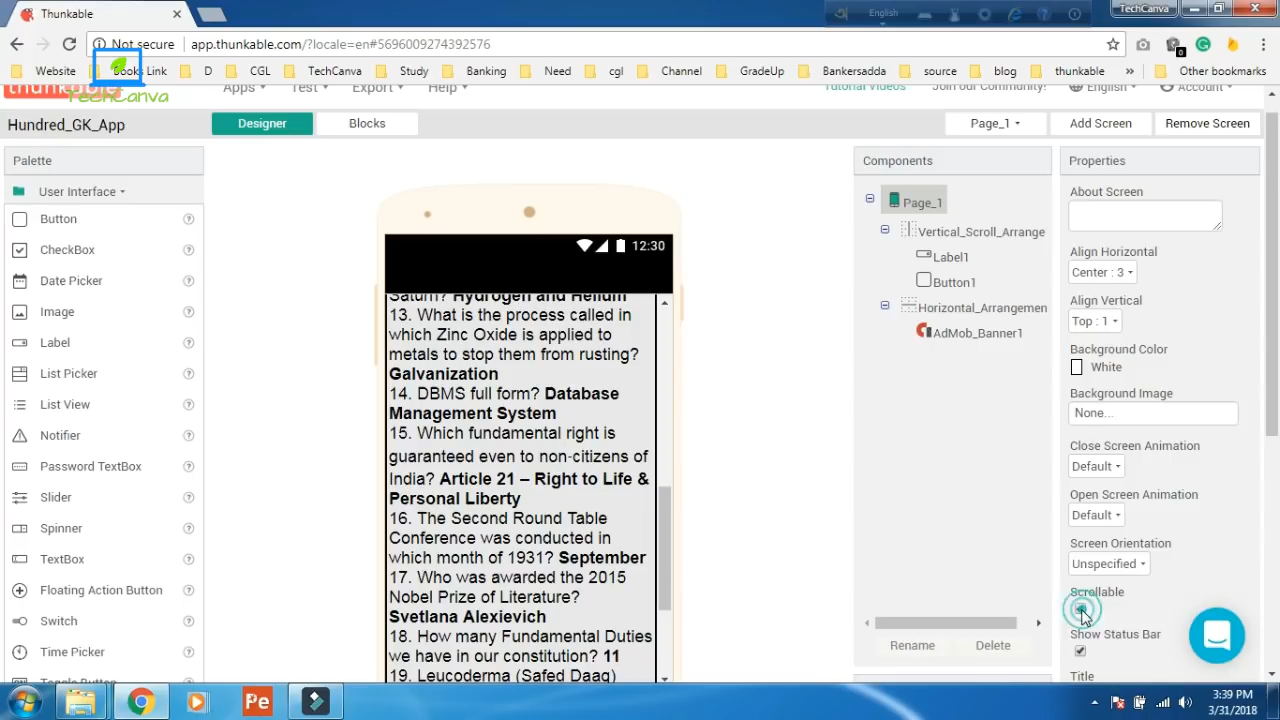 Thunkable
English
TechCanva
Not secure
app.thunkable.com/?locale=en#5696009274392576
Website
Books Link
D
CGL
TechCanva
Study
Banking
Need
cgl
Channel
GradeUp
Bankersadda
source
blog
thunkable
»
Other bookmarks
thunkable
TechCanva
Apps
Test
Export
Help
Tutorial Videos
Join our Community!
English
Account
Hundred_GK_App
Designer
Blocks
Page_1
Add Screen
Remove Screen
Palette
User Interface
Button
CheckBox
Date Picker
Image
Label
List Picker
List View
Notifier
Password TextBox
Slider
Spinner
TextBox
Floating Action Button
Switch
Time Picker
Toggle Button
12:30
Saturn? Hydrogen and Helium
13. What is the process called in
which Zinc Oxide is applied to
metals to stop them from rusting?
Galvanization
14. DBMS full form? Database
Management System
15. Which fundamental right is
guaranteed even to non-citizens of
India? Article 21 – Right to Life &
Personal Liberty
16. The Second Round Table
Conference was conducted in
which month of 1931? September
17. Who was awarded the 2015
Nobel Prize of Literature?
Svetlana Alexievich
18. How many Fundamental Duties
we have in our constitution? 11
19. Leucoderma (Safed Daag)
Components
Page_1
Vertical_Scroll_Arrange
Label1
Button1
Horizontal_Arrangemen
AdMob_Banner1
Rename
Delete
Properties
About Screen
Align Horizontal
Center : 3
Align Vertical
Top : 1
Background Color
White
Background Image
None...
Close Screen Animation
Default
Open Screen Animation
Default
Screen Orientation
Unspecified
Scrollable
Show Status Bar
Title
Pe
3:39 PM
3/31/2018